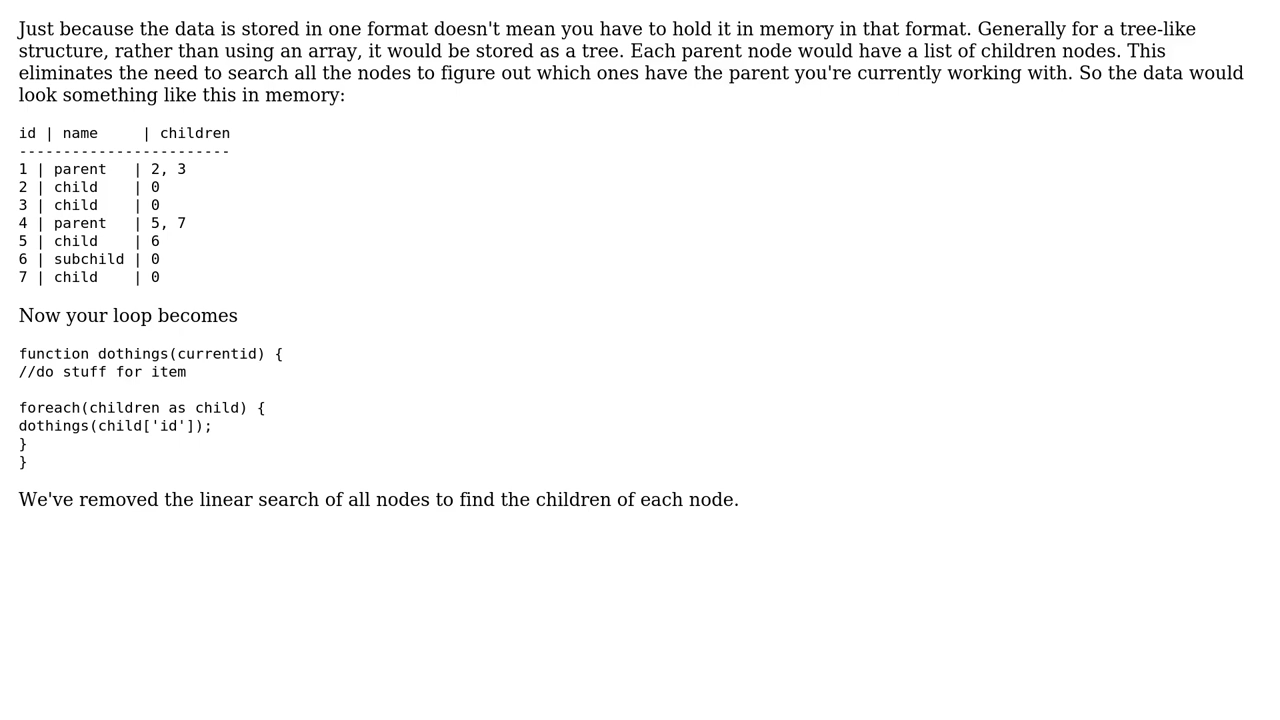 Just because the data is stored in one format doesn't mean you have to hold it in memory in that format. Generally for a tree-like
structure, rather than using an array, it would be stored as a tree. Each parent node would have a list of children nodes. This
eliminates the need to search all the nodes to figure out which ones have the parent you're currently working with. So the data would
look something like this in memory:
id | name     | children
------------------------
1 | parent   | 2, 3
2 | child    | 0
3 | child    | 0
4 | parent   | 5, 7
5 | child    | 6
6 | subchild | 0
7 | child    | 0
Now your loop becomes
function dothings(currentid) {
//do stuff for item
foreach(children as child) {
dothings(child['id']);
}
}
We've removed the linear search of all nodes to find the children of each node.